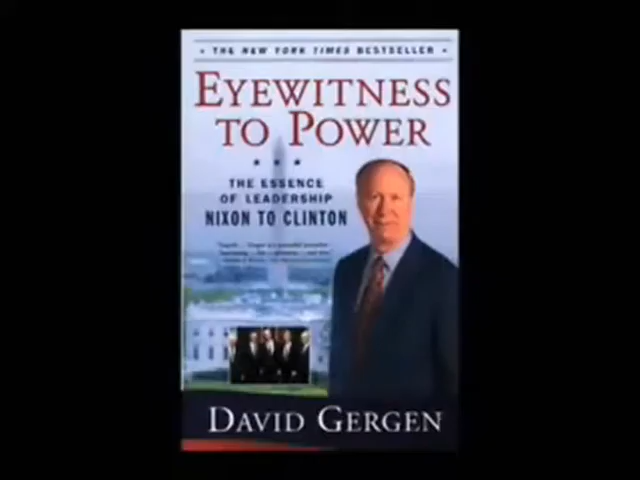 • THE NEW YORK TIMES BESTSELLER •
EYEWITNESS
TO POWER
THE ESSENCE
OF LEADERSHIP
NIXON TO CLINTON
DAVID GERGEN